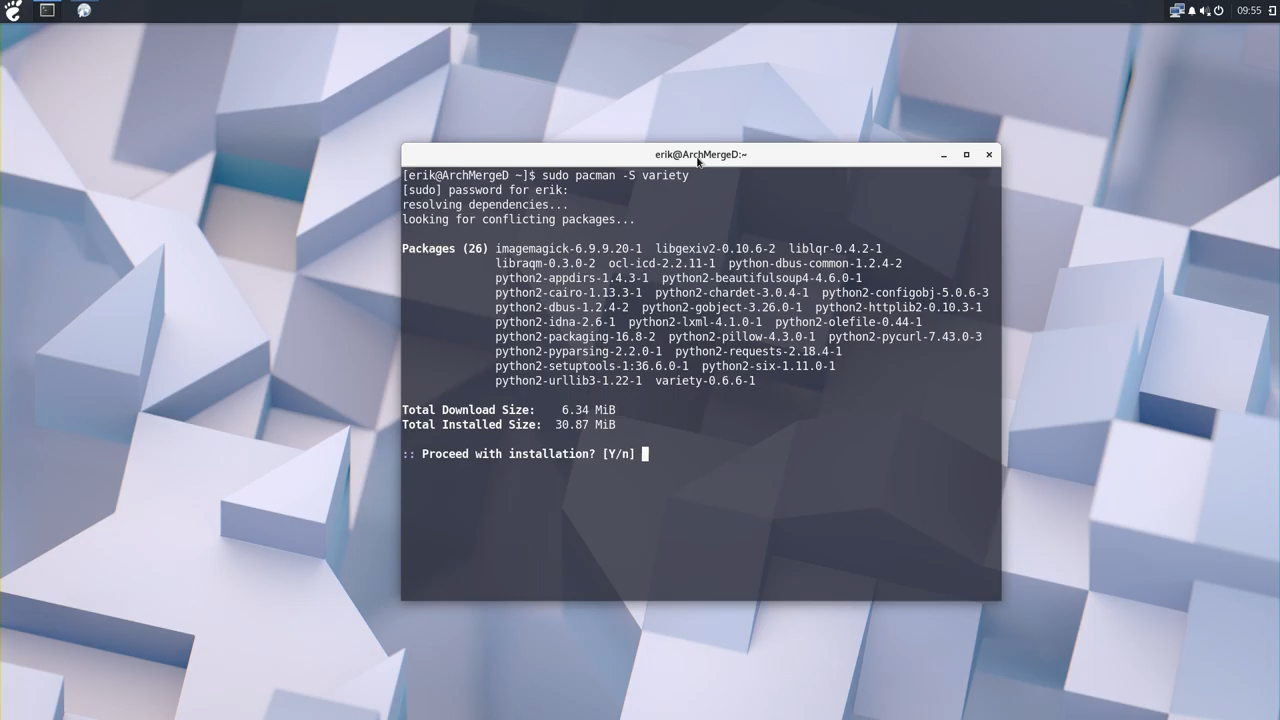 09:55
erik@ArchMergeD:~
[erik@ArchMergeD ~]$ sudo pacman -S variety
[sudo] password for erik:
resolving dependencies...
looking for conflicting packages...
Packages (26) imagemagick-6.9.9.20-1  libgexiv2-0.10.6-2  liblqr-0.4.2-1
libraqm-0.3.0-2  ocl-icd-2.2.11-1  python-dbus-common-1.2.4-2
python2-appdirs-1.4.3-1  python2-beautifulsoup4-4.6.0-1
python2-cairo-1.13.3-1  python2-chardet-3.0.4-1  python2-configobj-5.0.6-3
python2-dbus-1.2.4-2  python2-gobject-3.26.0-1  python2-httplib2-0.10.3-1
python2-idna-2.6-1  python2-lxml-4.1.0-1  python2-olefile-0.44-1
python2-packaging-16.8-2  python2-pillow-4.3.0-1  python2-pycurl-7.43.0-3
python2-pyparsing-2.2.0-1  python2-requests-2.18.4-1
python2-setuptools-1:36.6.0-1  python2-six-1.11.0-1
python2-urllib3-1.22-1  variety-0.6.6-1
Total Download Size:    6.34 MiB
Total Installed Size:  30.87 MiB
:: Proceed with installation? [Y/n]